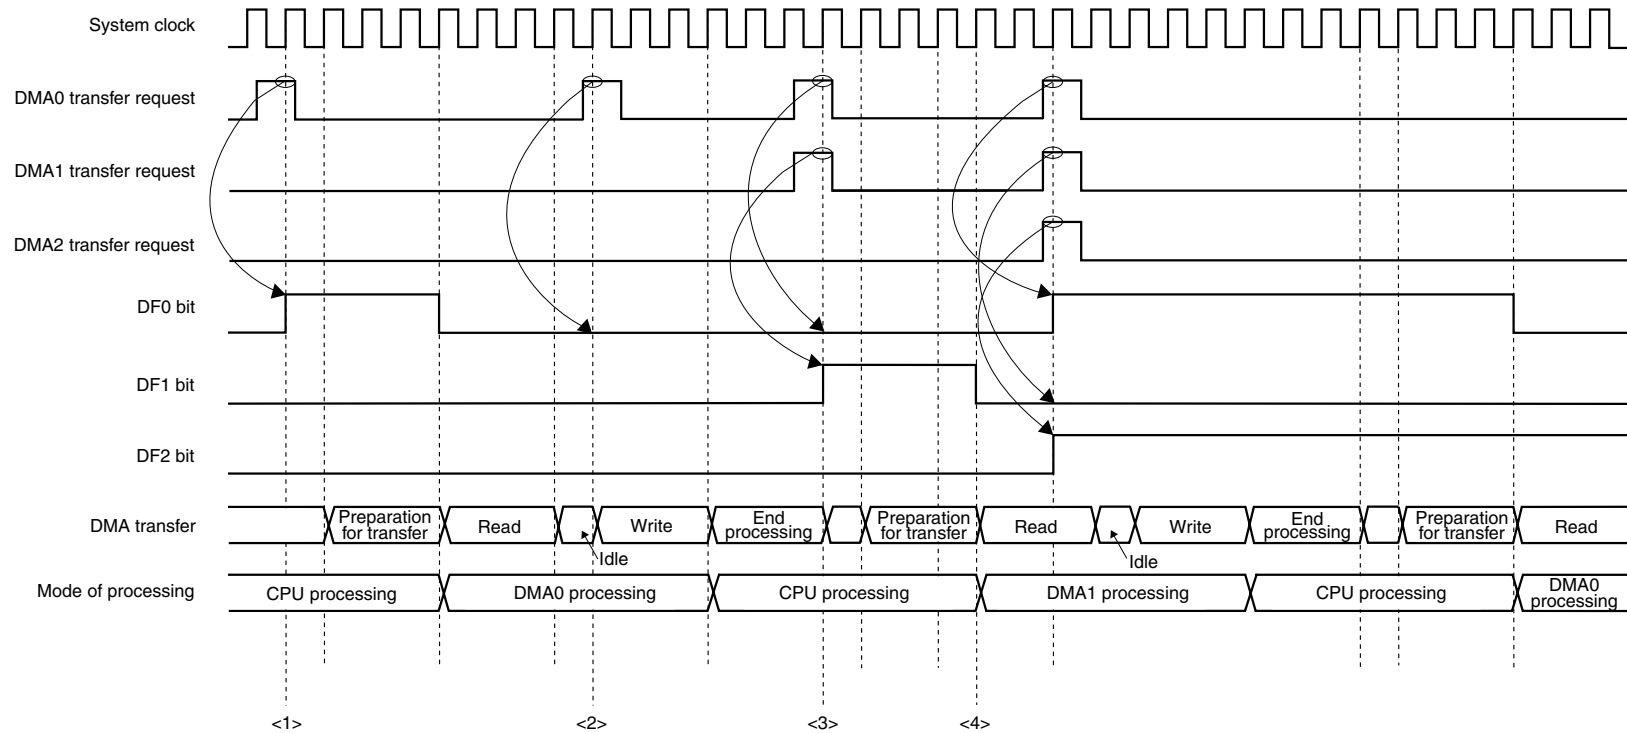 System clock
DMA0 transfer request
DMA1 transfer request
DMA2 transfer request
DF0 bit
DF1 bit
DF2 bit
DMA transfer
Preparation
for transfer
Read
Idle
Write
End
processing
Preparation
for transfer
Read
Idle
Write
End
processing
Preparation
for transfer
Read
Mode of processing
CPU processing
DMA0 processing
CPU processing
DMA1 processing
CPU processing
DMA0
processing
<1>
<2>
<3>
<4>